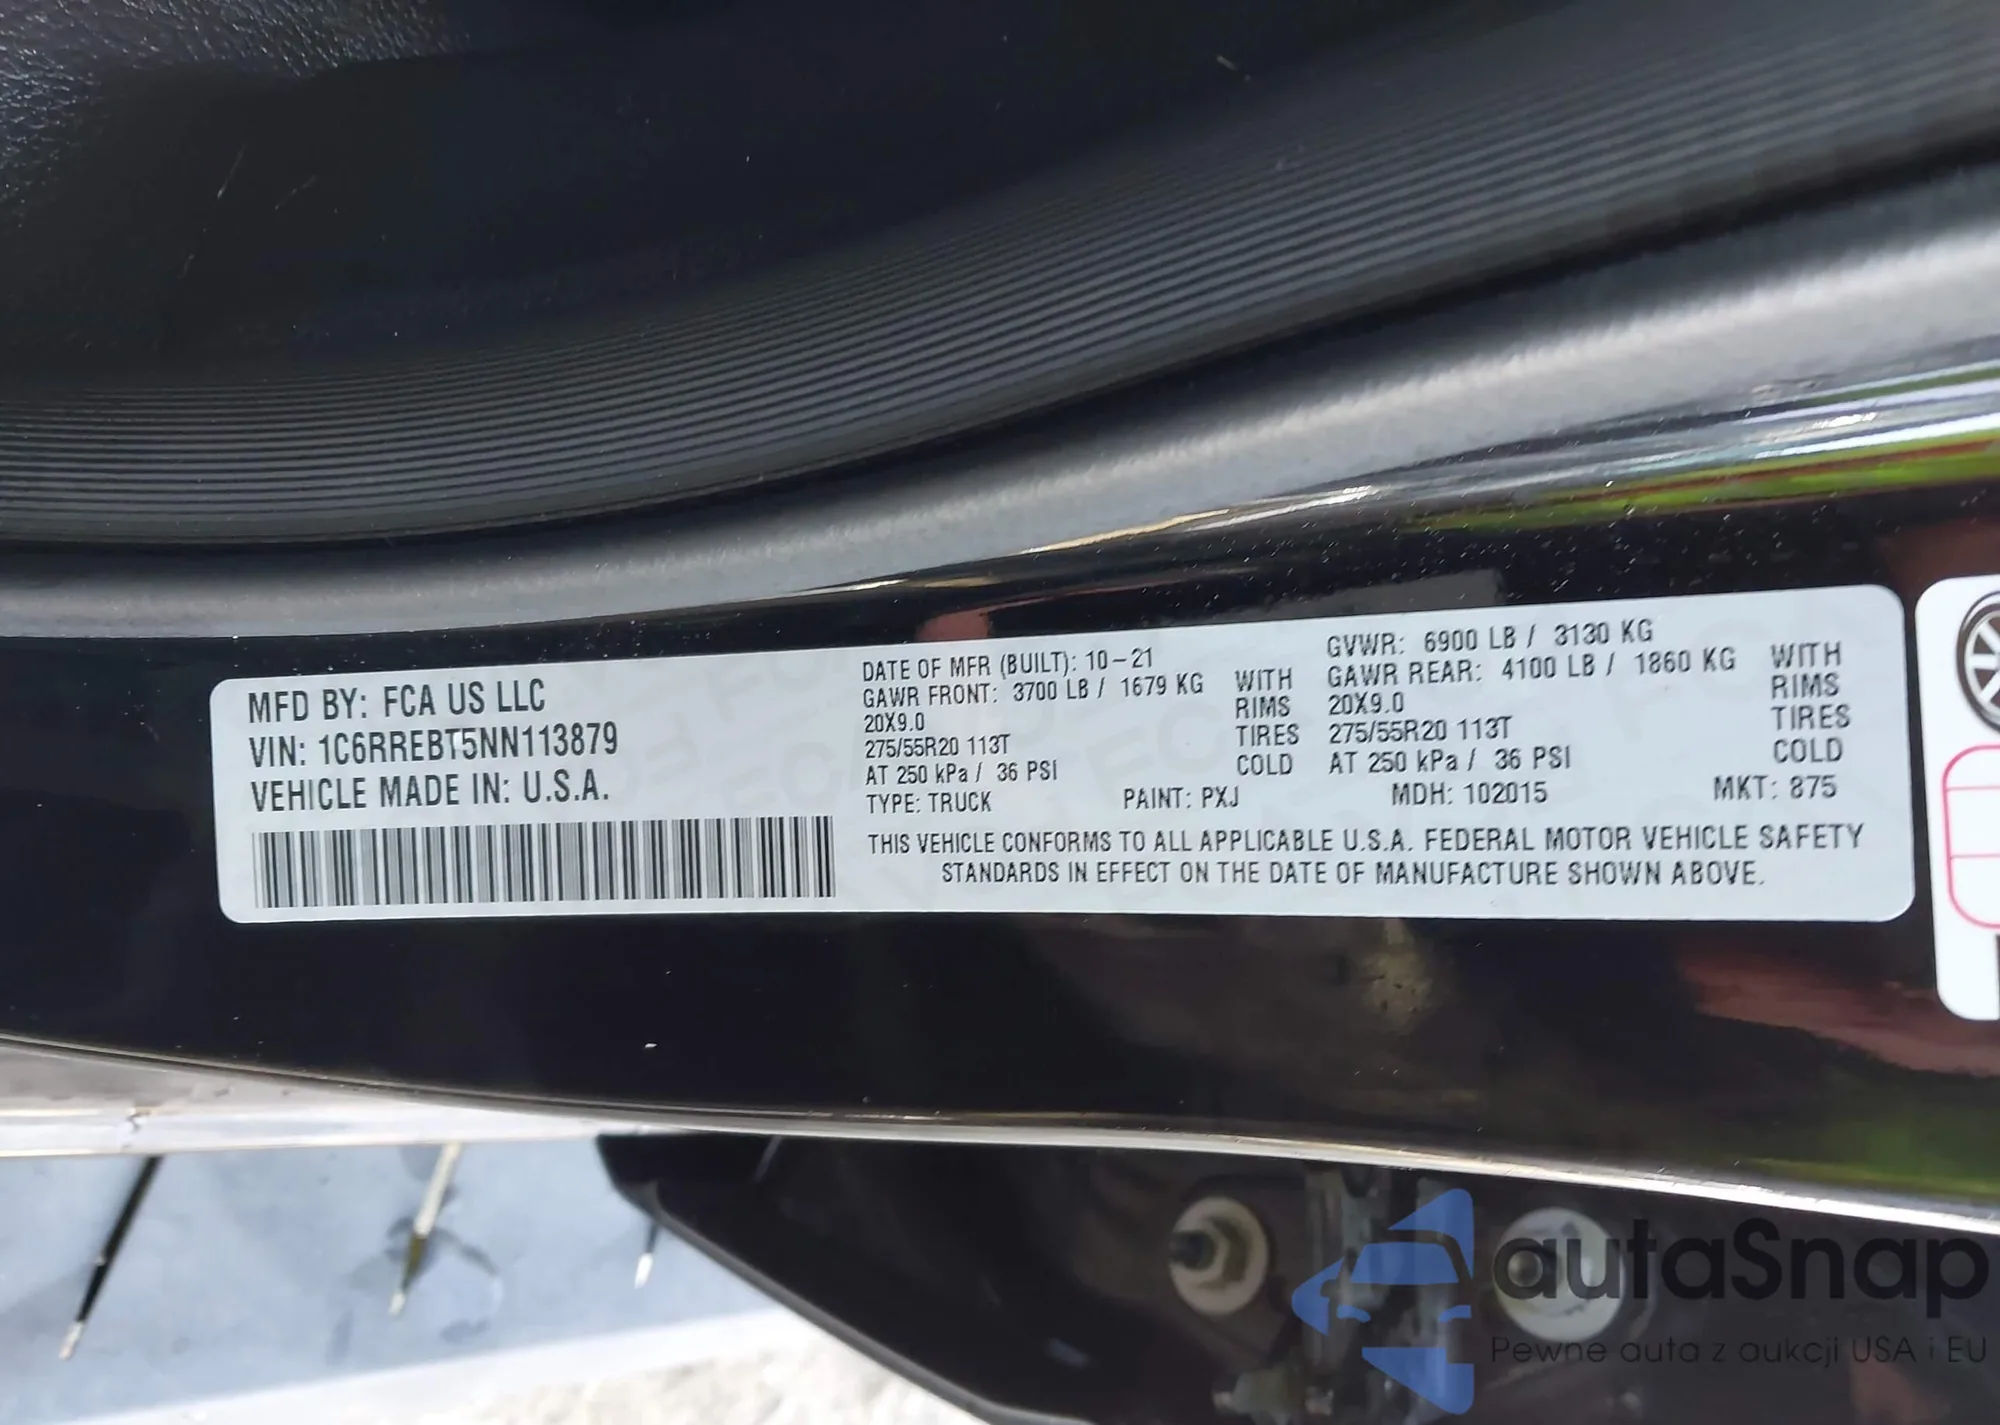 MFD BY: FCA US LLC
VIN: 1C6RREBT5NN113879
VEHICLE MADE IN: U.S.A.
DATE OF MFR (BUILT): 10-21
GAWR FRONT: 3700 LB / 1679 KG WITH
20X9.0 RIMS
275/55R20 113T TIRES
AT 250 kPa / 36 PSI COLD
GVWR: 6900 LB / 3130 KG
GAWR REAR: 4100 LB / 1860 KG WITH
20X9.0 RIMS
275/55R20 113T TIRES
AT 250 kPa / 36 PSI COLD
TYPE: TRUCK PAINT: PXJ MDH: 102015 MKT: 875
THIS VEHICLE CONFORMS TO ALL APPLICABLE U.S.A. FEDERAL MOTOR VEHICLE SAFETY
STANDARDS IN EFFECT ON THE DATE OF MANUFACTURE SHOWN ABOVE.
autaSnap
Pewne auta z aukcji USA i EU